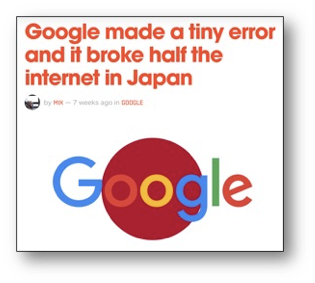 Google made a tiny error
and it broke half the
internet in Japan
by MIX — 7 weeks ago in GOOGLE
Google